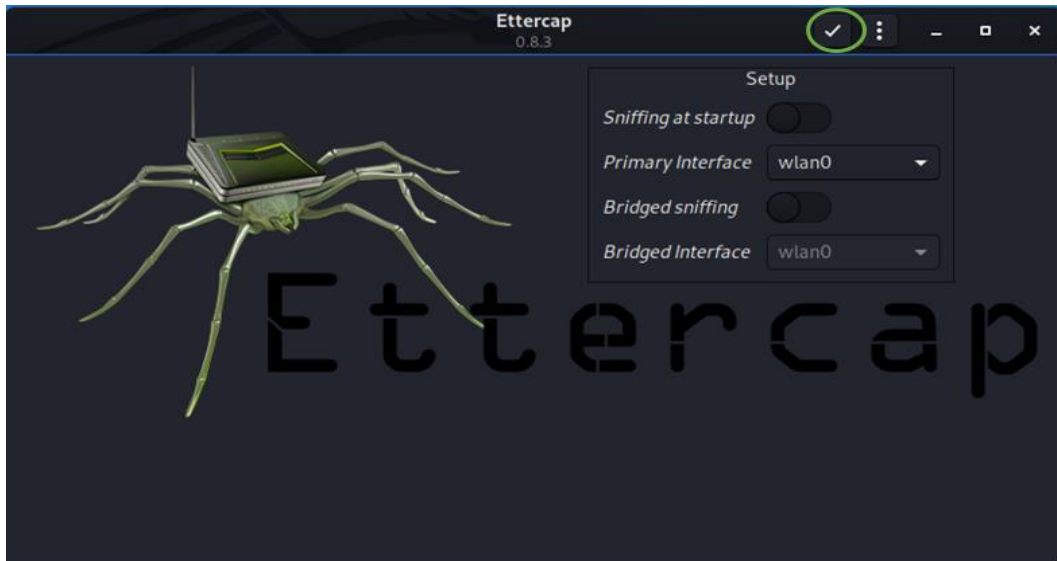 Ettercap
0.8.3
Setup
Sniffing at startup
Primary Interface wlan0
Bridged sniffing
Bridged Interface wlan0
Ettercap